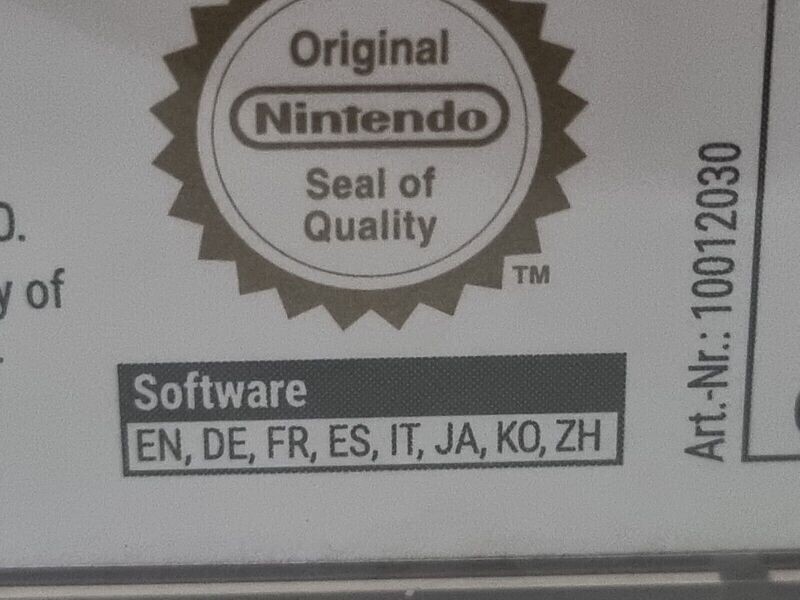 Original
Nintendo
Seal of
Quality
TM
y of
Software
EN, DE, FR, ES, IT, JA, KO, ZH
Art.-Nr.: 10012030